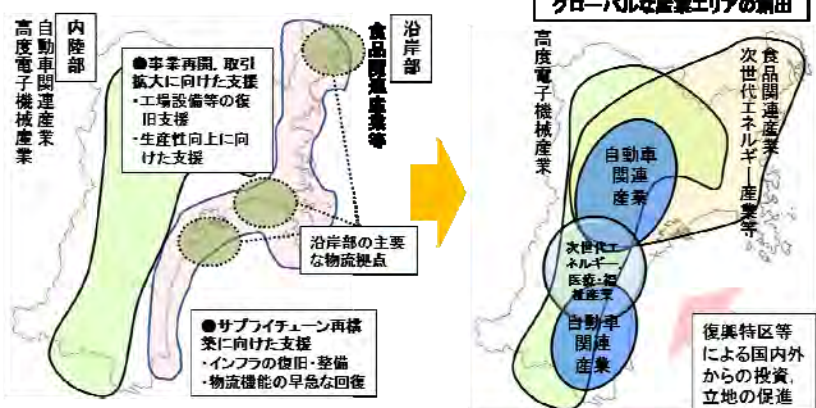 グローバルな産業エリアの創出
内陸部
自動車関連産業
高度電子機械産業
●事業再開，取引
拡大に向けた支援
・工場設備等の復
旧支援
・生産性向上に向
けた支援
沿岸部
食品関連産業等
沿岸部の主要
な物流拠点
●サプライチェーン再構
築に向けた支援
・インフラの復旧・整備
・物流機能の早急な回復
高度電子機械産業
食品関連産業
次世代エネルギー産業等
自動車
関連
産業
次世代エ
ネルギー
医療・福
祉産業
自動車
関連
産業
復興特区等
による国内外
からの投資，
立地の促進